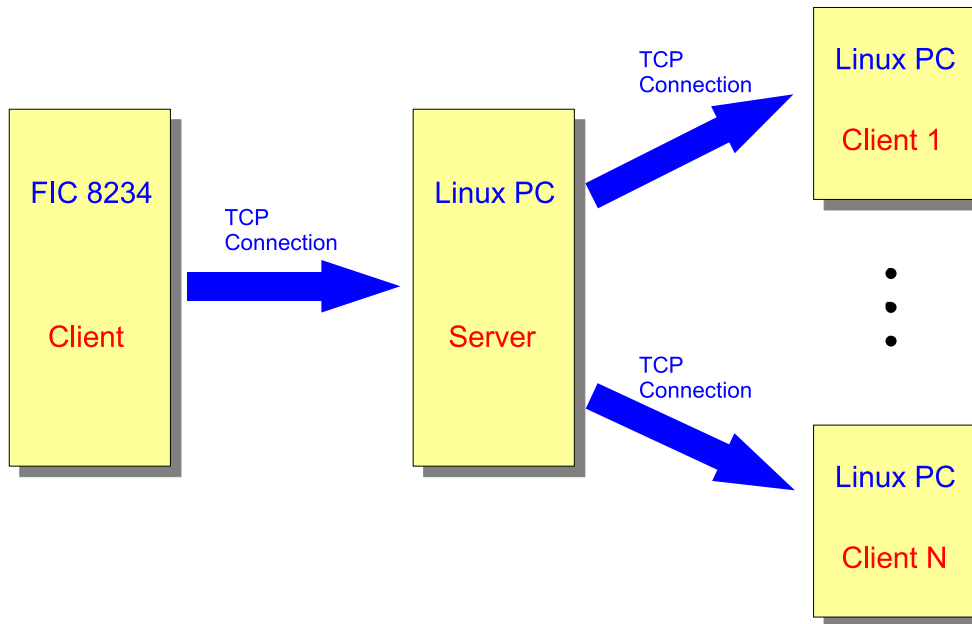 FIC 8234
Client
TCP
Connection
Linux PC
Server
TCP
Connection
Linux PC
Client 1
TCP
Connection
Linux PC
Client N